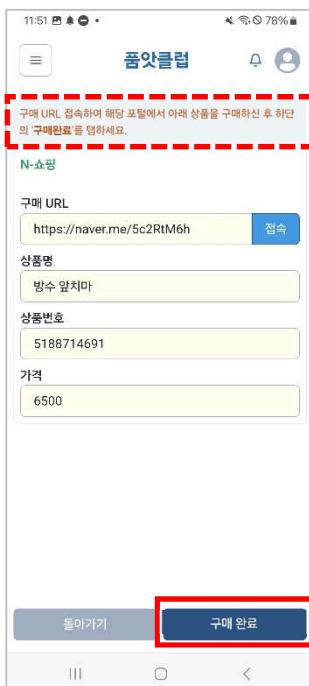 11:51
78%
품앗클럽
구매 URL 접속하여 해당 포털에서 아래 상품을 구매하신 후 하단
의 '구매완료'를 탭하세요.
N-쇼핑
구매 URL
https://naver.me/5c2RtM6h 접속
상품명
방수 앞치마
상품번호
5188714691
가격
6500
돌아가기 구매 완료